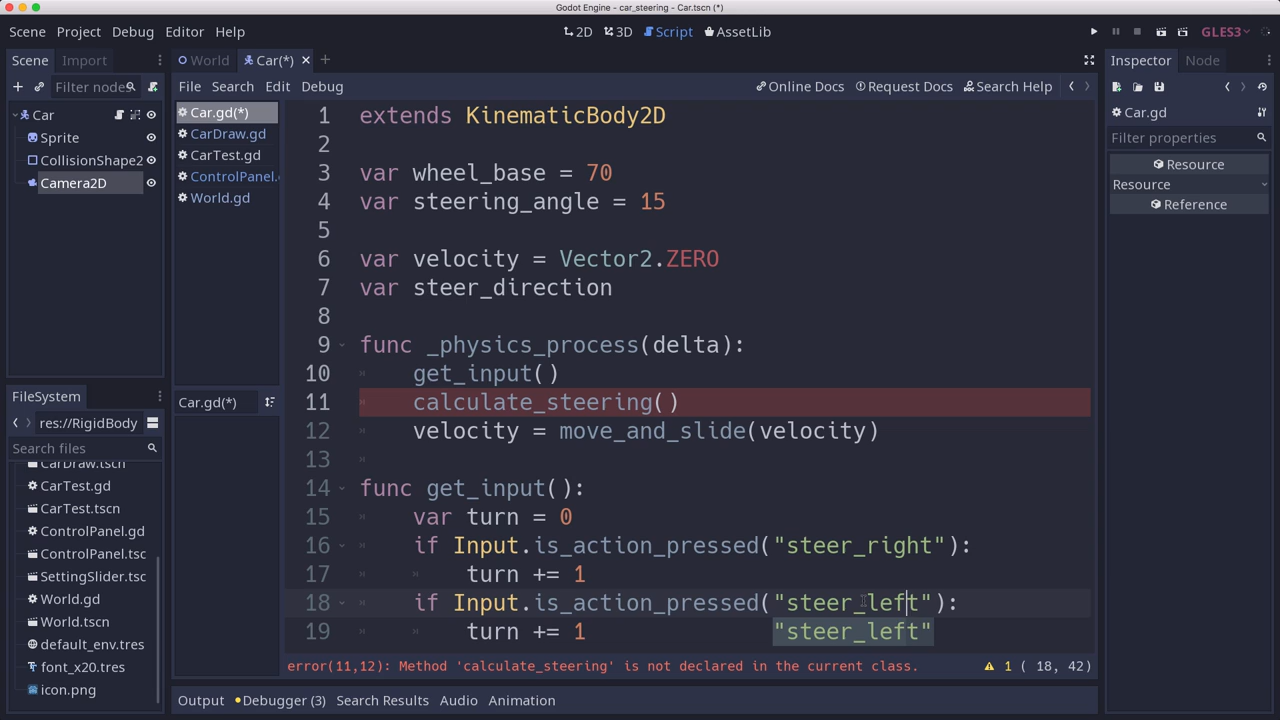 Godot Engine - car_steering - Car.tscn (*)
Scene Project Debug Editor Help
2D 3D Script AssetLib
GLES3
Scene Import
Filter nodes
Car
Sprite
CollisionShape2
Camera2D
FileSystem
res://RigidBody
Search files
CarDraw.tscn
CarTest.gd
CarTest.tscn
ControlPanel.gd
ControlPanel.tsc
SettingSlider.tsc
World.gd
World.tscn
default_env.tres
font_x20.tres
icon.png
World Car(*)
File Search Edit Debug
Online Docs Request Docs Search Help
Car.gd(*)
CarDraw.gd
CarTest.gd
ControlPanel.
World.gd
Car.gd(*)
1 extends KinematicBody2D
2
3 var wheel_base = 70
4 var steering_angle = 15
5
6 var velocity = Vector2.ZERO
7 var steer_direction
8
9 func _physics_process(delta):
10 get_input()
11 calculate_steering()
12 velocity = move_and_slide(velocity)
13
14 func get_input():
15 var turn = 0
16 if Input.is_action_pressed("steer_right"):
17 turn += 1
18 if Input.is_action_pressed("steer_left"):
19 turn += 1
"steer_left"
error(11,12): Method 'calculate_steering' is not declared in the current class.
1 ( 18, 42)
Output Debugger (3) Search Results Audio Animation
Inspector Node
Car.gd
Filter properties
Resource
Resource
Reference